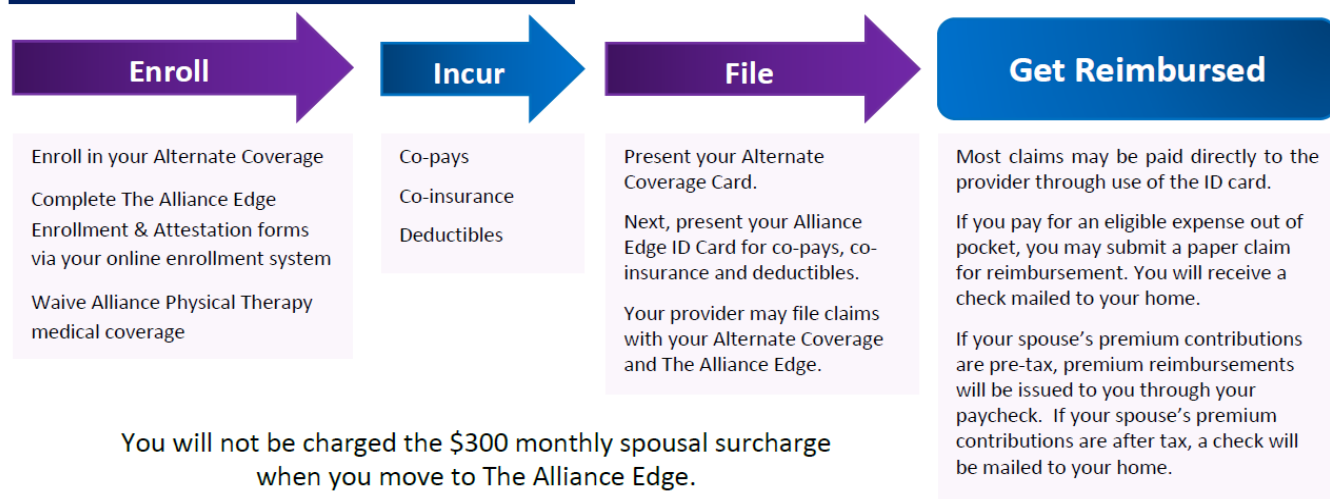 Enroll
Enroll in your Alternate Coverage
Complete The Alliance Edge
Enrollment & Attestation forms
via your online enrollment system
Waive Alliance Physical Therapy
medical coverage
Incur
Co-pays
Co-insurance
Deductibles
File
Present your Alternate
Coverage Card.
Next, present your Alliance
Edge ID Card for co-pays, co-
insurance and deductibles.
Your provider may file claims
with your Alternate Coverage
and The Alliance Edge.
Get Reimbursed
Most claims may be paid directly to the
provider through use of the ID card.
If you pay for an eligible expense out of
pocket, you may submit a paper claim
for reimbursement. You will receive a
check mailed to your home.
If your spouse’s premium contributions
are pre-tax, premium reimbursements
will be issued to you through your
paycheck.  If your spouse’s premium
contributions are after tax, a check will
be mailed to your home.
You will not be charged the $300 monthly spousal surcharge
when you move to The Alliance Edge.